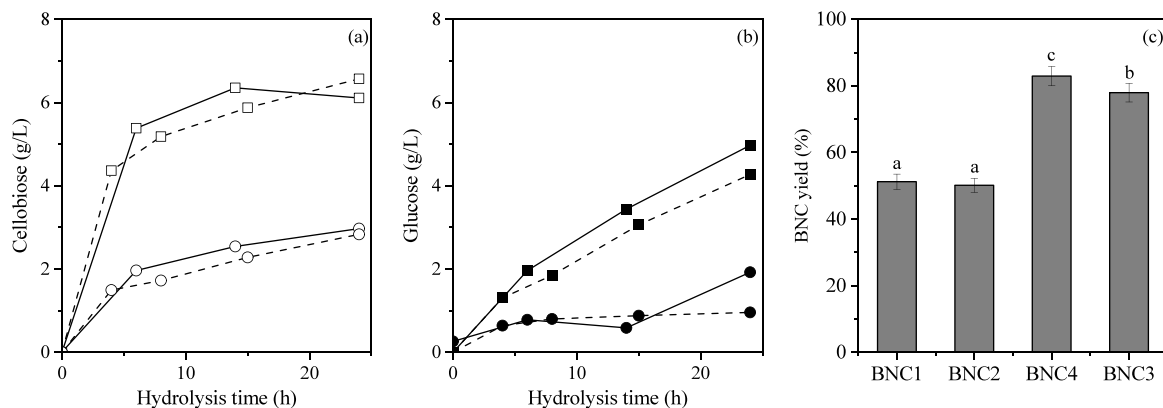 (a)
8
6
4
2
0
0 10 20
Cellobiose (g/L)
Hydrolysis time (h)
(b)
8
6
4
2
0
0 10 20
Glucose (g/L)
Hydrolysis time (h)
(c)
100
80
60
40
20
0
BNC yield (%)
a
a
c
b
BNC1 BNC2 BNC4 BNC3